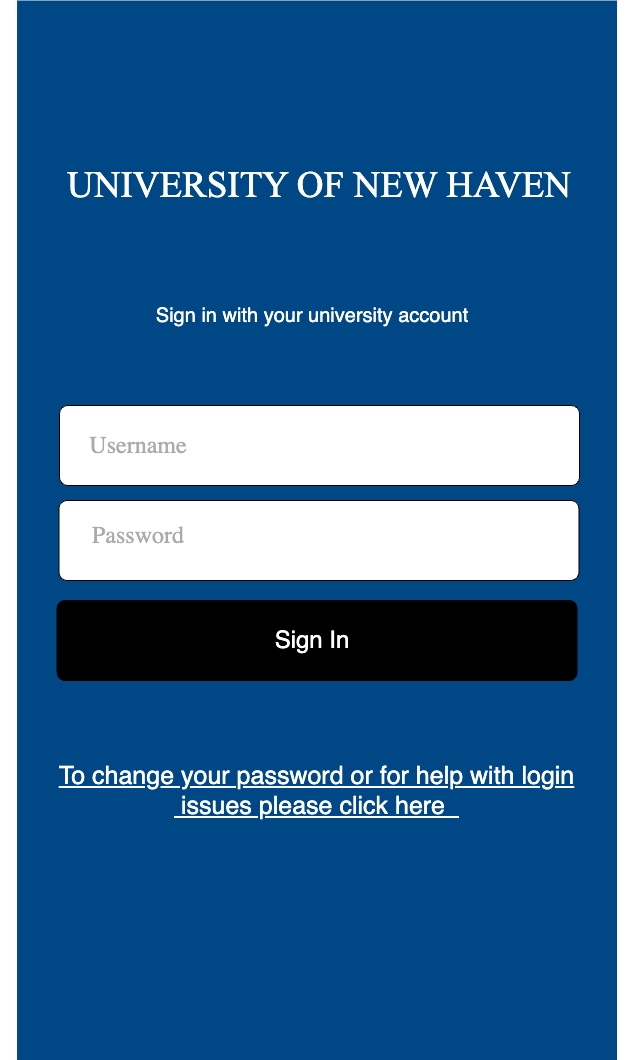 UNIVERSITY OF NEW HAVEN
Sign in with your university account
Username
Password
Sign In
To change your password or for help with login
issues please click here